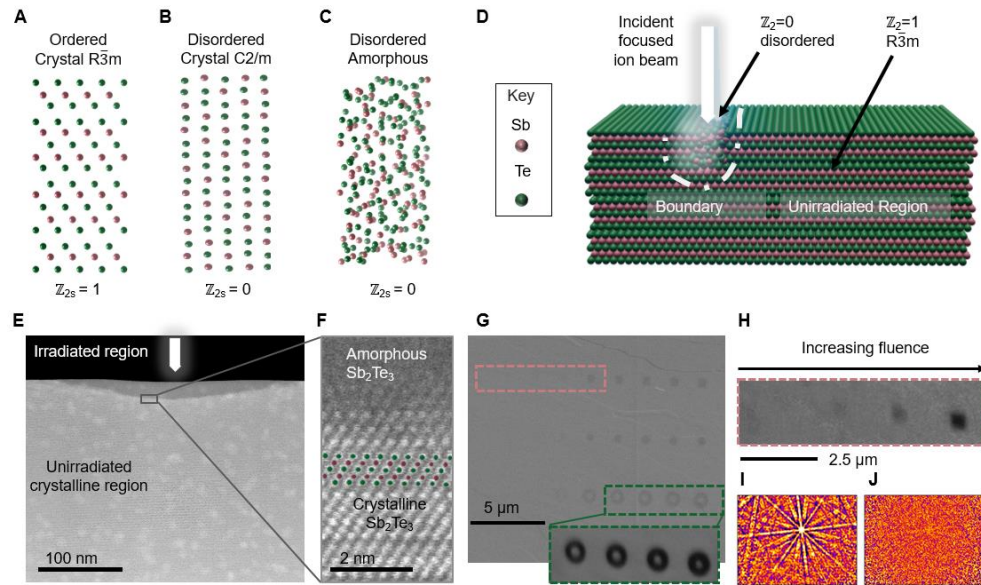 A
Ordered
Crystal R3̅m
ℤ₂ₛ = 1
B
Disordered
Crystal C2/m
ℤ₂ₛ = 0
C
Disordered
Amorphous
ℤ₂ₛ = 0
D
Incident
focused
ion beam
ℤ₂=0
disordered
ℤ₂=1
R3̅m
Key
Sb
Te
Boundary
Unirradiated Region
E
Irradiated region
Unirradiated
crystalline region
100 nm
F
Amorphous
Sb₂Te₃
Crystalline
Sb₂Te₃
2 nm
G
5 µm
H
Increasing fluence
2.5 µm
I
J